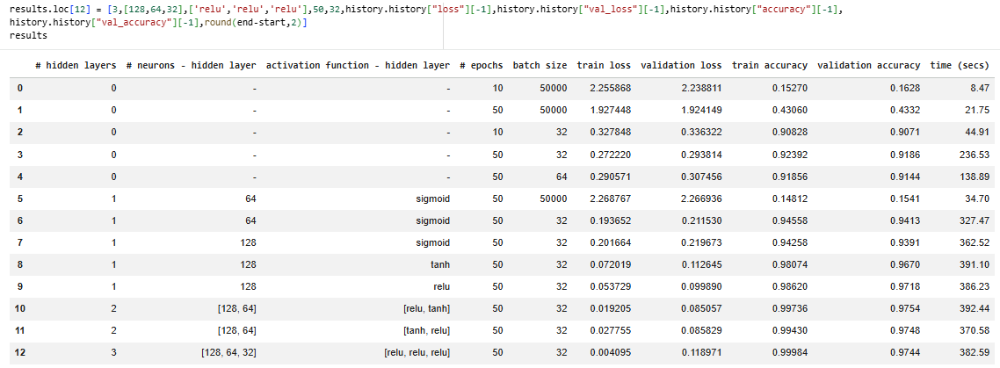 results.loc[12] = [3,[128,64,32],['relu','relu','relu'],50,32,history.history["loss"][-1],history.history["val_loss"][-1],history.history["accuracy"][-1],
history.history["val_accuracy"][-1],round(end-start,2)]
results
# hidden layers # neurons - hidden layer activation function - hidden layer # epochs batch size train loss validation loss train accuracy validation accuracy time (secs)
0 0 - - 10 50000 2.255868 2.238811 0.15270 0.1628 8.47
1 0 - - 50 50000 1.927448 1.924149 0.43060 0.4332 21.75
2 0 - - 10 32 0.327848 0.336322 0.90828 0.9071 44.91
3 0 - - 50 32 0.272220 0.293814 0.92392 0.9186 236.53
4 0 - - 50 64 0.290571 0.307456 0.91856 0.9144 138.89
5 1 64 sigmoid 50 50000 2.268767 2.266936 0.14812 0.1541 34.70
6 1 64 sigmoid 50 32 0.193652 0.211530 0.94558 0.9413 327.47
7 1 128 sigmoid 50 32 0.201664 0.219673 0.94258 0.9391 362.52
8 1 128 tanh 50 32 0.072019 0.112645 0.98074 0.9670 391.10
9 1 128 relu 50 32 0.053729 0.099890 0.98620 0.9718 386.23
10 2 [128, 64] [relu, tanh] 50 32 0.019205 0.085057 0.99736 0.9754 392.44
11 2 [128, 64] [tanh, relu] 50 32 0.027755 0.085829 0.99430 0.9748 370.58
12 3 [128, 64, 32] [relu, relu, relu] 50 32 0.004095 0.118971 0.99984 0.9744 382.59